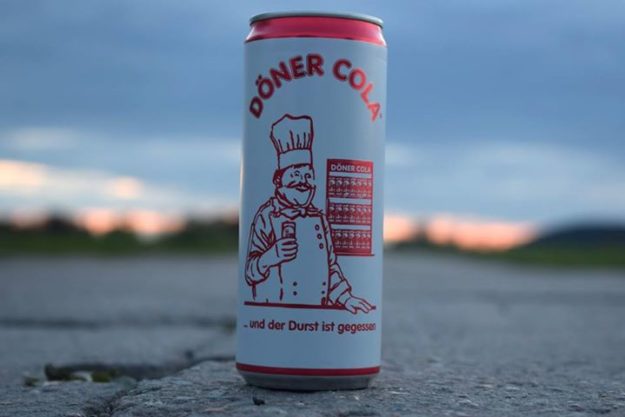 DÖNER COLA
DÖNER COLA
... und der Durst ist gegessen